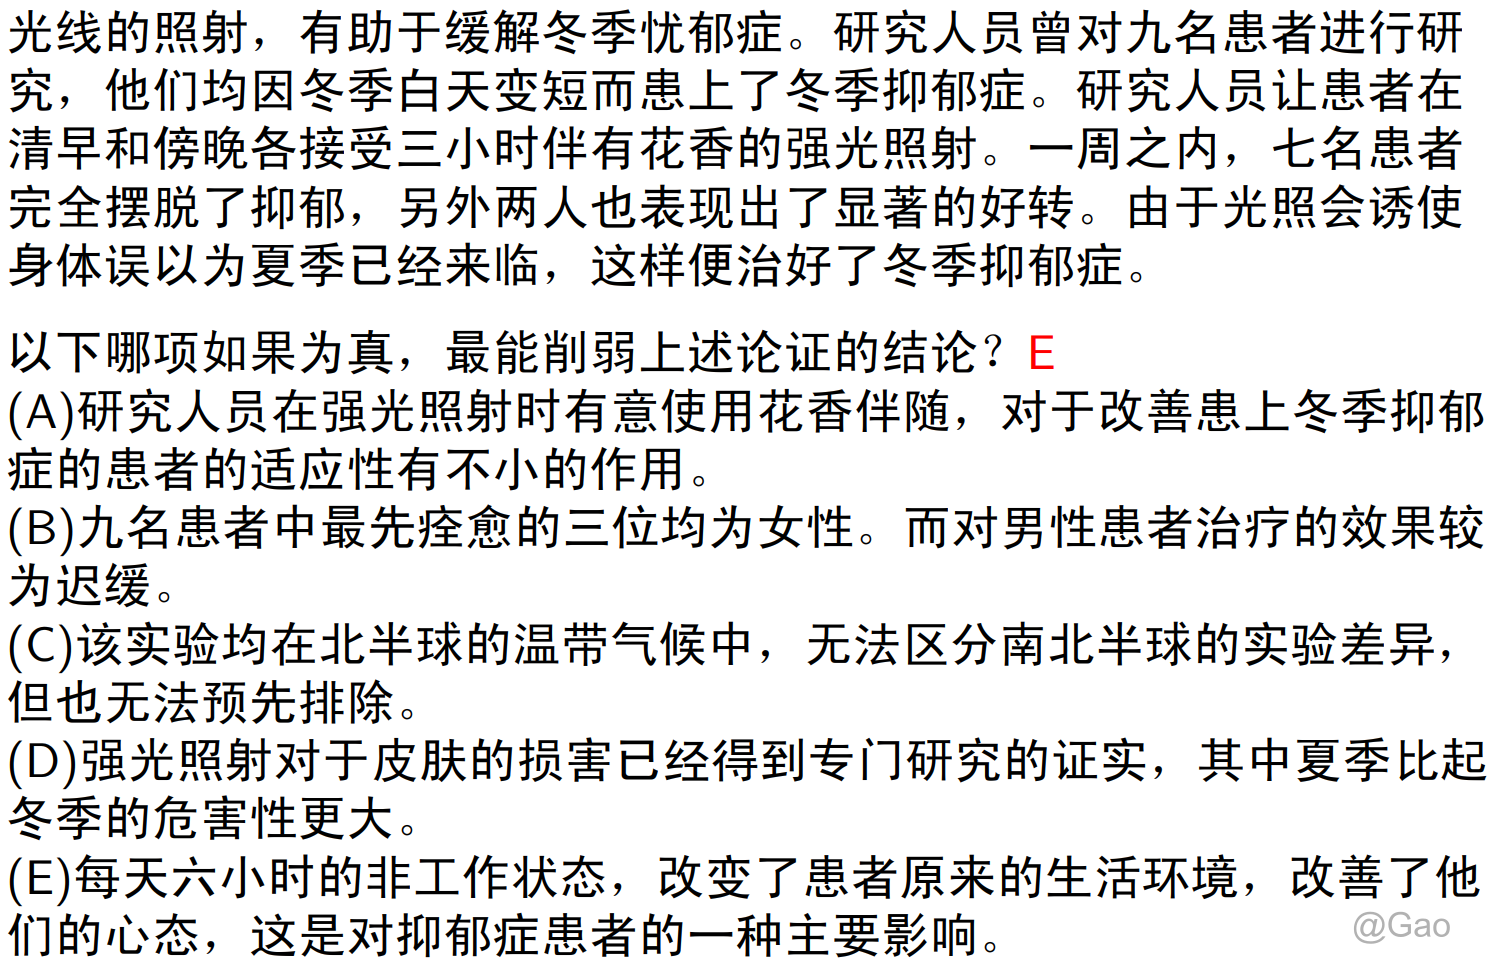 光线的照射，有助于缓解冬季忧郁症。研究人员曾对九名患者进行研
究，他们均因冬季白天变短而患上了冬季抑郁症。研究人员让患者在
清早和傍晚各接受三小时伴有花香的强光照射。一周之内，七名患者
完全摆脱了抑郁，另外两人也表现出了显著的好转。由于光照会诱使
身体误以为夏季已经来临，这样便治好了冬季抑郁症。
以下哪项如果为真，最能削弱上述论证的结论？E
(A)研究人员在强光照射时有意使用花香伴随，对于改善患上冬季抑郁
症的患者的适应性有不小的作用。
(B)九名患者中最先痊愈的三位均为女性。而对男性患者治疗的效果较
为迟缓。
(C)该实验均在北半球的温带气候中，无法区分南北半球的实验差异，
但也无法预先排除。
(D)强光照射对于皮肤的损害已经得到专门研究的证实，其中夏季比起
冬季的危害性更大。
(E)每天六小时的非工作状态，改变了患者原来的生活环境，改善了他
们的心态，这是对抑郁症患者的一种主要影响。
@Gao